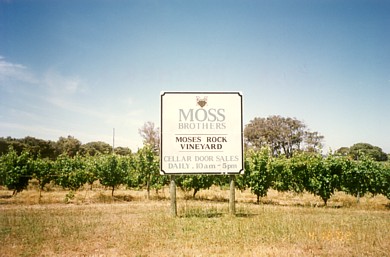 MOSS
BROTHERS
MOSES ROCK
VINEYARD
CELLAR DOOR SALES
DAILY. 10am - 5pm